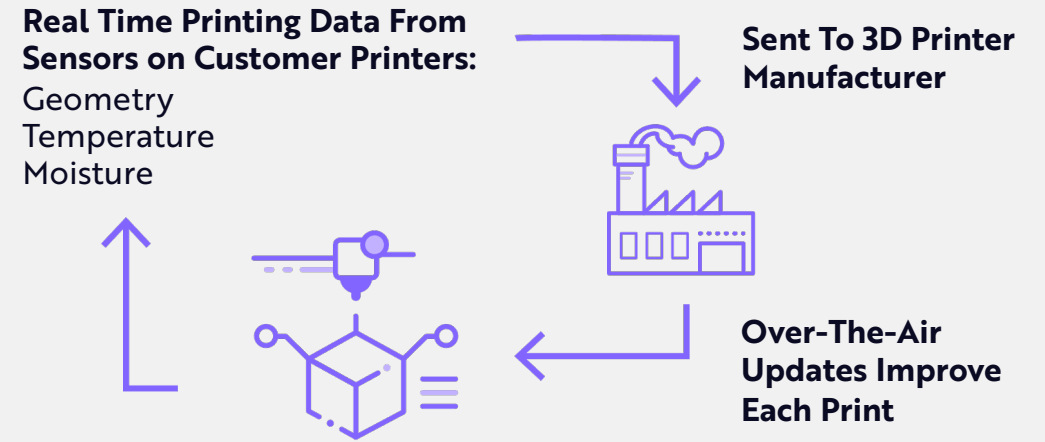 Real Time Printing Data From
Sensors on Customer Printers:
Geometry
Temperature
Moisture
Sent To 3D Printer
Manufacturer
Over-The-Air
Updates Improve
Each Print